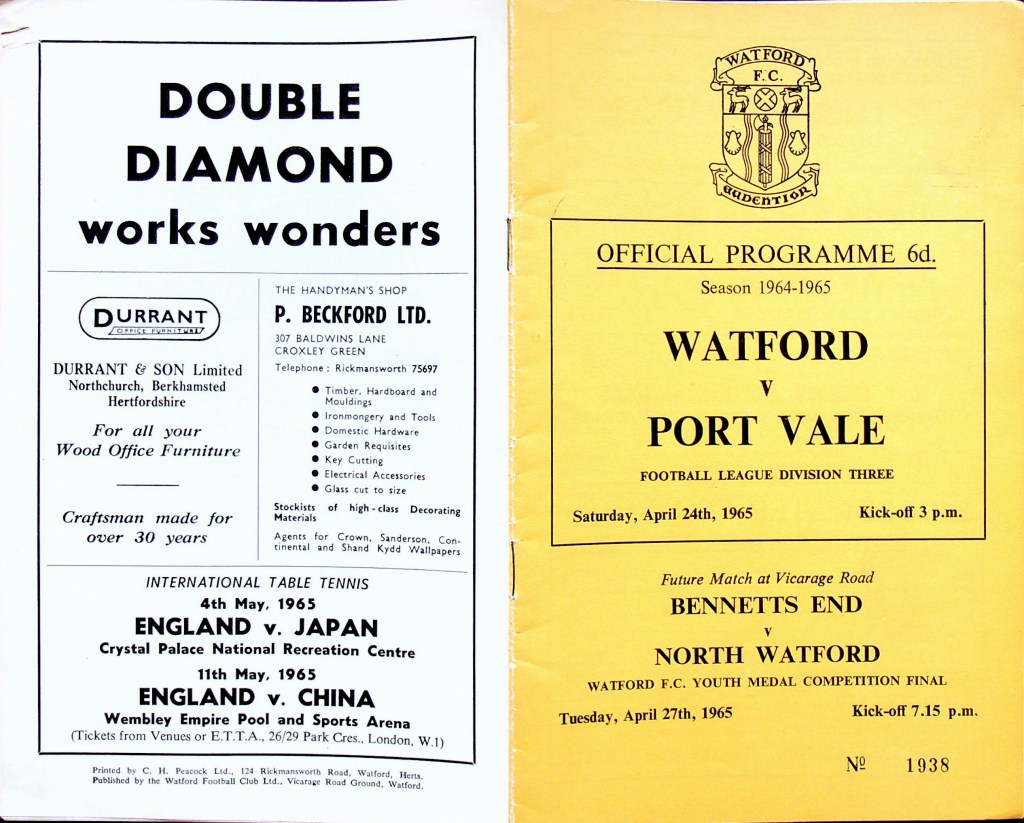 DOUBLE
DIAMOND
works wonders
DURRANT
OFFICE FURNITURE
DURRANT & SON Limited
Northchurch, Berkhamsted
Hertfordshire
For all your
Wood Office Furniture
Craftsman made for
over 30 years
THE HANDYMAN'S SHOP
P. BECKFORD LTD.
307 BALDWINS LANE
CROXLEY GREEN
Telephone : Rickmansworth 75697
● Timber, Hardboard and
Mouldings
● Ironmongery and Tools
● Domestic Hardware
● Garden Requisites
● Key Cutting
● Electrical Accessories
● Glass cut to size
Stockists of high-class Decorating
Materials
Agents for Crown, Sanderson, Con-
tinental and Shand Kydd Wallpapers
INTERNATIONAL TABLE TENNIS
4th May, 1965
ENGLAND v. JAPAN
Crystal Palace National Recreation Centre
11th May, 1965
ENGLAND v. CHINA
Wembley Empire Pool and Sports Arena
(Tickets from Venues or E.T.T.A., 26/29 Park Cres., London, W.1)
Printed by C. H. Peacock Ltd., 124 Rickmansworth Road, Watford, Herts.
Published by the Watford Football Club Ltd., Vicarage Road Ground, Watford.
WATFORD
F.C.
AUDENTIOR
OFFICIAL PROGRAMME 6d.
Season 1964-1965
WATFORD
v
PORT VALE
FOOTBALL LEAGUE DIVISION THREE
Saturday, April 24th, 1965 Kick-off 3 p.m.
Future Match at Vicarage Road
BENNETTS END
v
NORTH WATFORD
WATFORD F.C. YOUTH MEDAL COMPETITION FINAL
Tuesday, April 27th, 1965 Kick-off 7.15 p.m.
Nº 1938